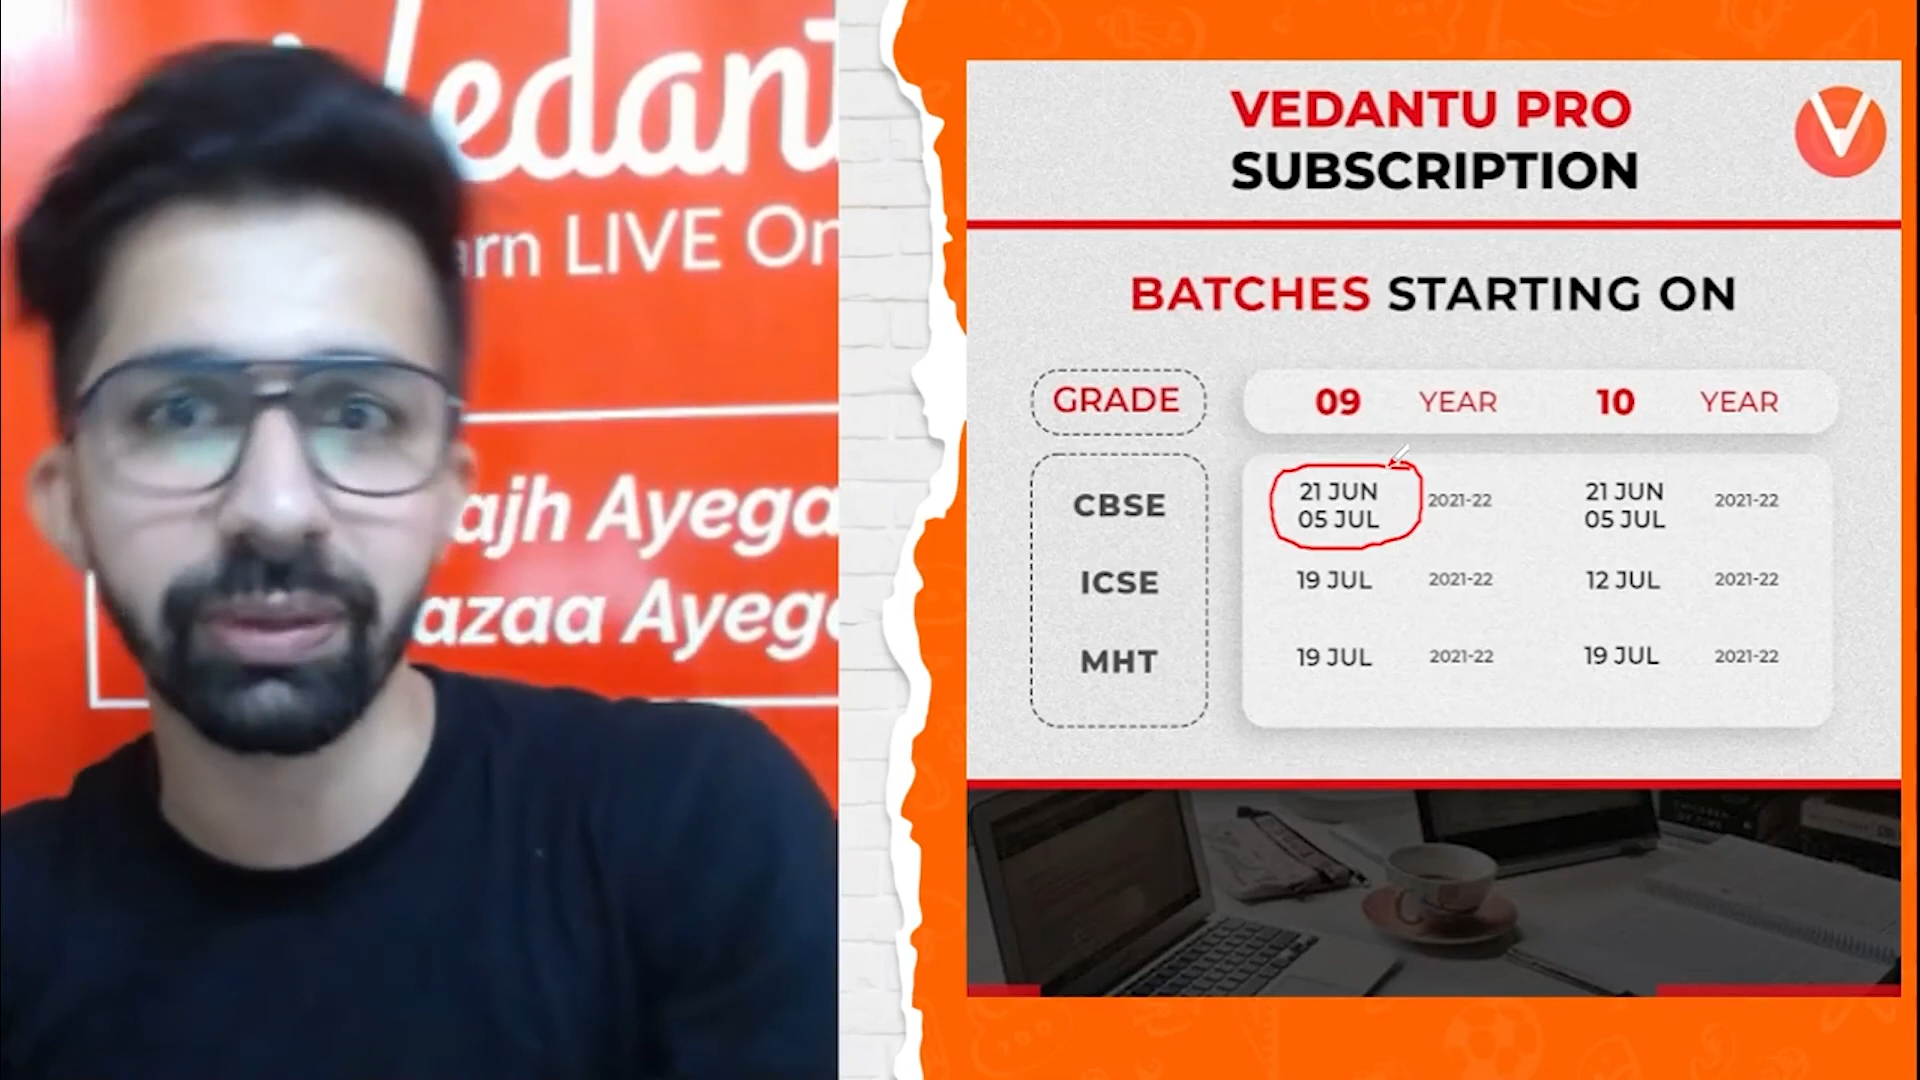 Vedant
arn LIVE On
ajh Ayega
azaa Ayega
VEDANTU PRO
SUBSCRIPTION
BATCHES STARTING ON
GRADE 09 YEAR 10 YEAR
CBSE 21 JUN 05 JUL 2021-22 21 JUN 05 JUL 2021-22
ICSE 19 JUL 2021-22 12 JUL 2021-22
MHT 19 JUL 2021-22 19 JUL 2021-22